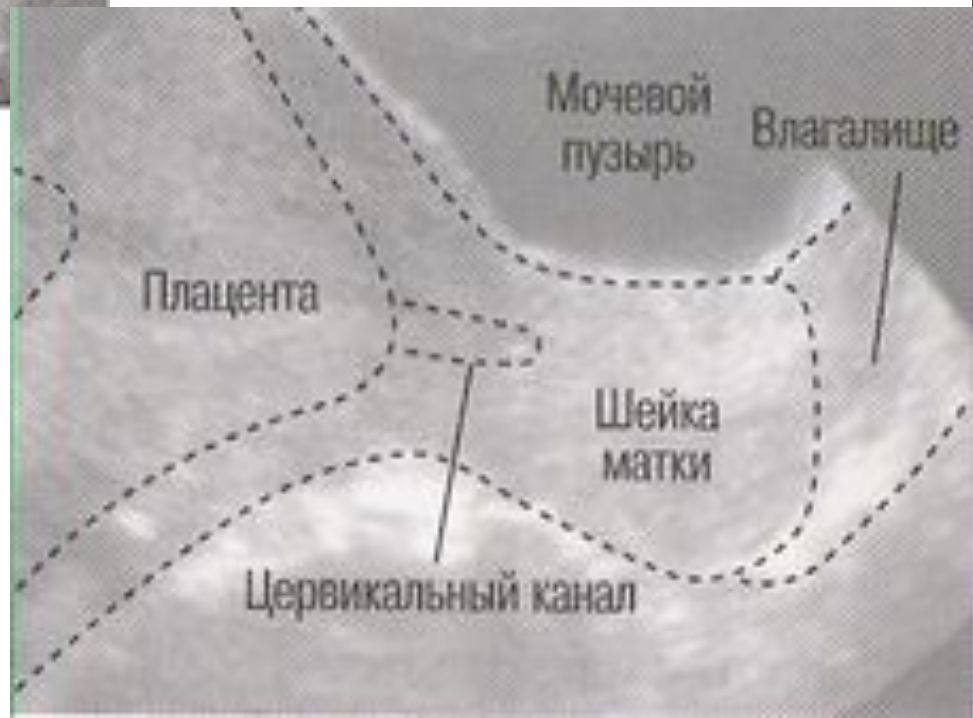 Мочевой
пузырь
Влагалище
Плацента
Шейка
матки
Цервикальный канал